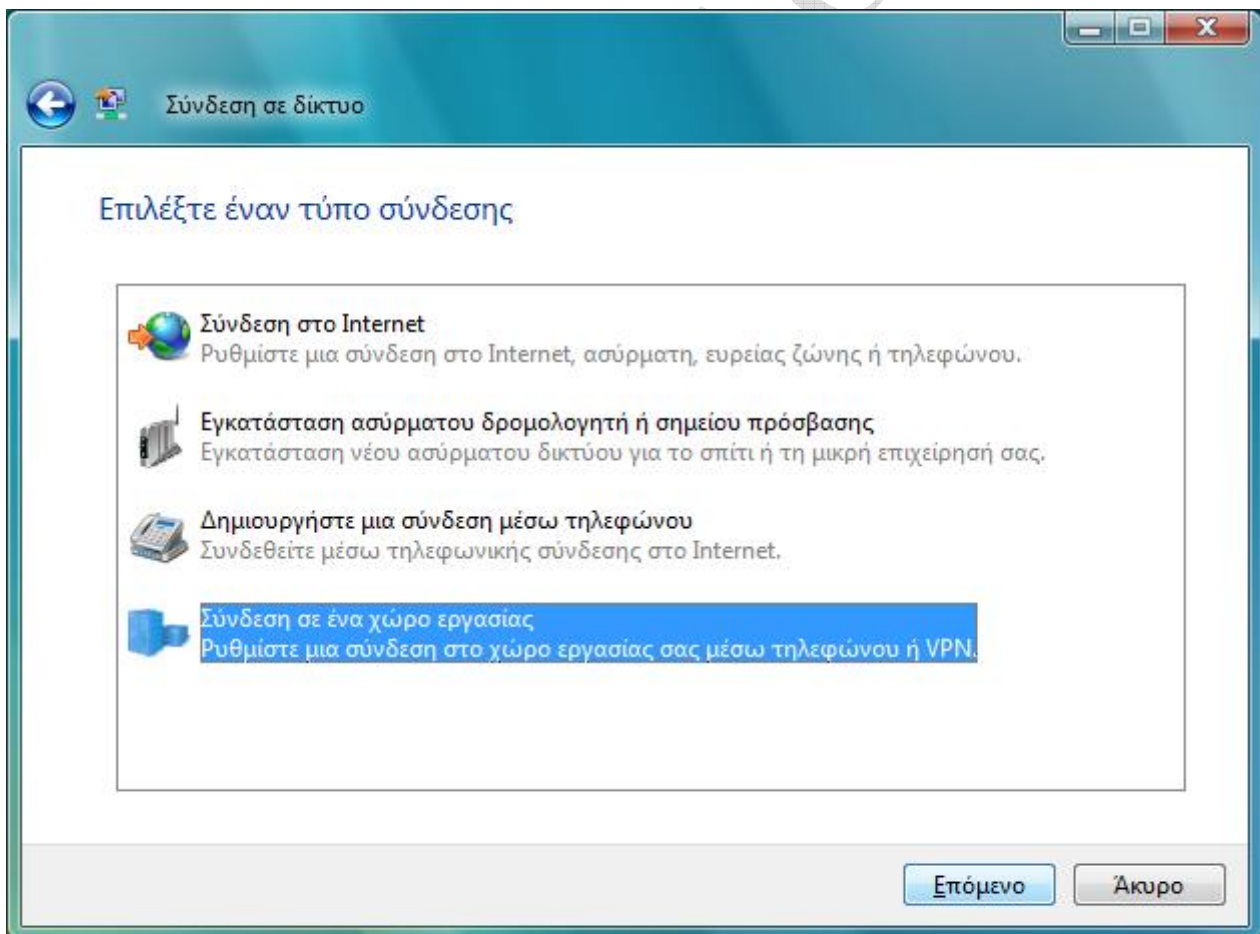 Σύνδεση σε δίκτυο
Επιλέξτε έναν τύπο σύνδεσης
Σύνδεση στο Internet
Ρυθμίστε μια σύνδεση στο Internet, ασύρματη, ευρείας ζώνης ή τηλεφώνου.
Εγκατάσταση ασύρματου δρομολογητή ή σημείου πρόσβασης
Εγκατάσταση νέου ασύρματου δικτύου για το σπίτι ή τη μικρή επιχείρησή σας.
Δημιουργήστε μια σύνδεση μέσω τηλεφώνου
Συνδεθείτε μέσω τηλεφωνικής σύνδεσης στο Internet.
Σύνδεση σε ένα χώρο εργασίας
Ρυθμίστε μια σύνδεση στο χώρο εργασίας σας μέσω τηλεφώνου ή VPN.
Επόμενο
Άκυρο